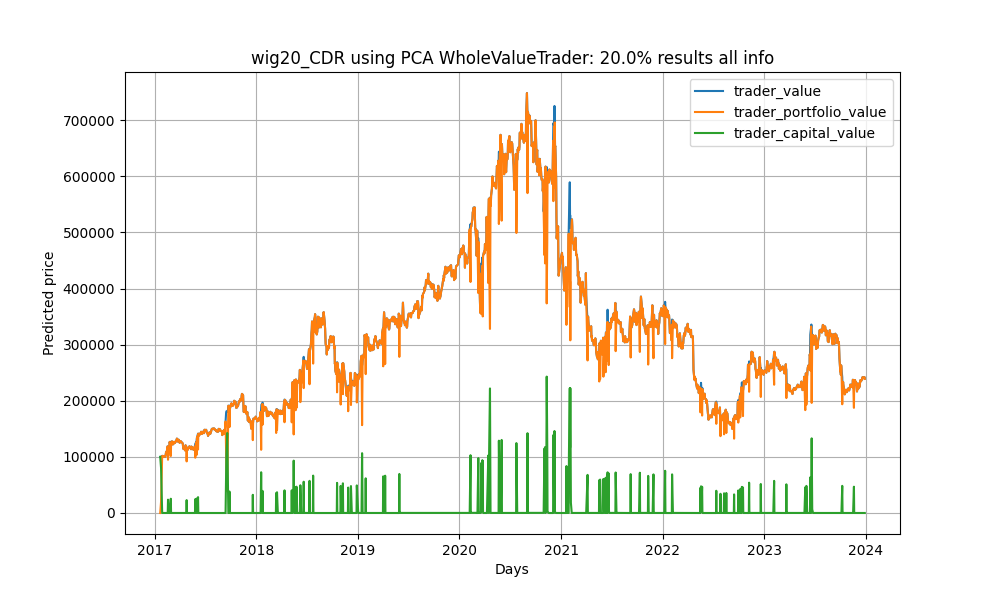 wig20_CDR using PCA WholeValueTrader: 20.0% results all info
trader_value
trader_portfolio_value
trader_capital_value
Predicted price
700000
600000
500000
400000
300000
200000
100000
0
2017 2018 2019 2020 2021 2022 2023 2024
Days